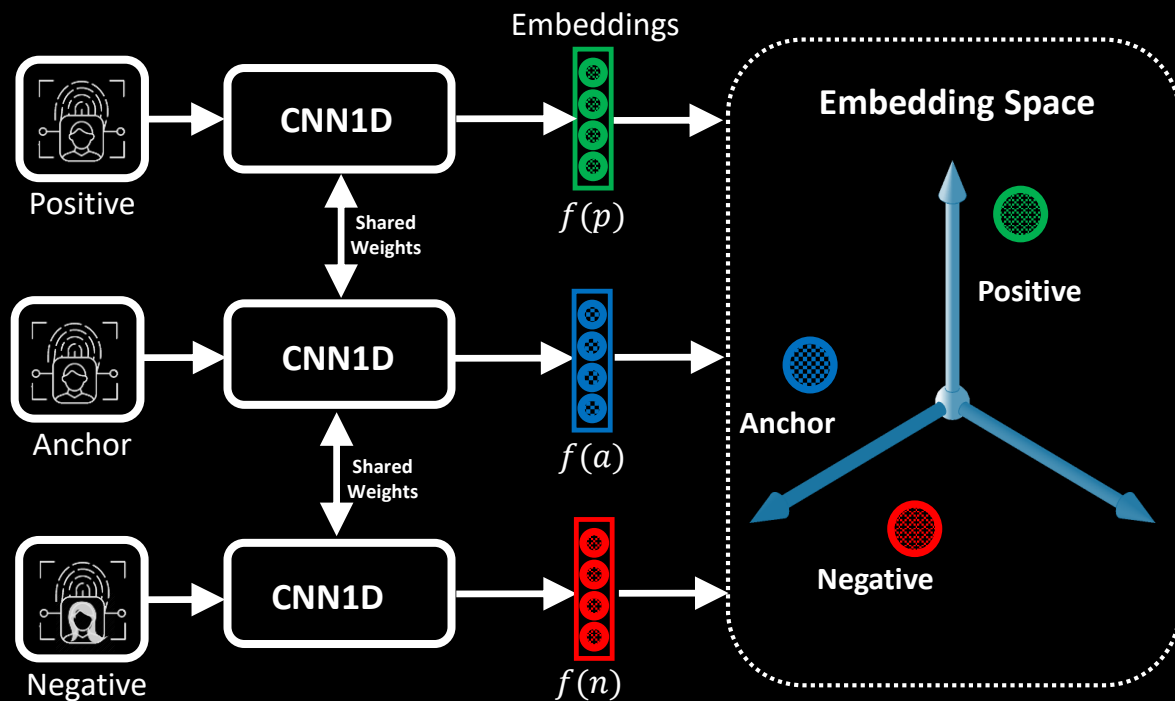 Embeddings
CNN1D
Positive
f(p)
Shared
Weights
CNN1D
Anchor
f(a)
Shared
Weights
CNN1D
Negative
f(n)
Embedding Space
Positive
Anchor
Negative